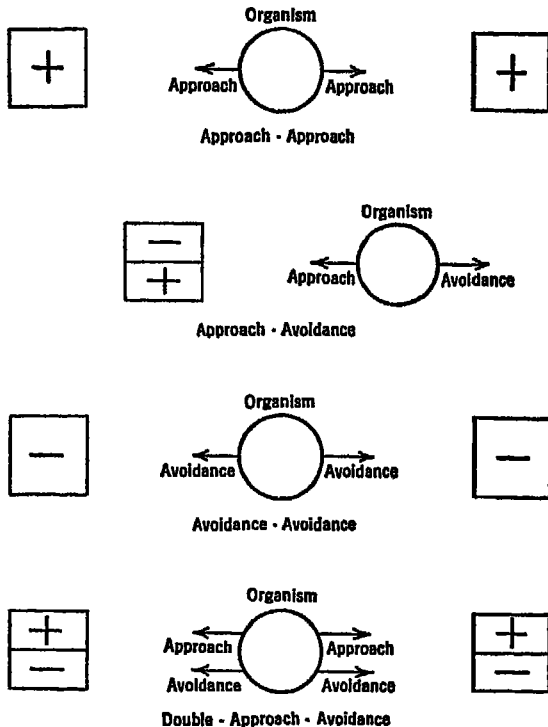 Organism
+
+
Approach Approach
Approach - Approach
Organism
−
+
Approach Avoidance
Approach - Avoidance
Organism
−
−
Avoidance Avoidance
Avoidance - Avoidance
Organism
+
+
Approach Approach
−
−
Avoidance Avoidance
Double - Approach - Avoidance